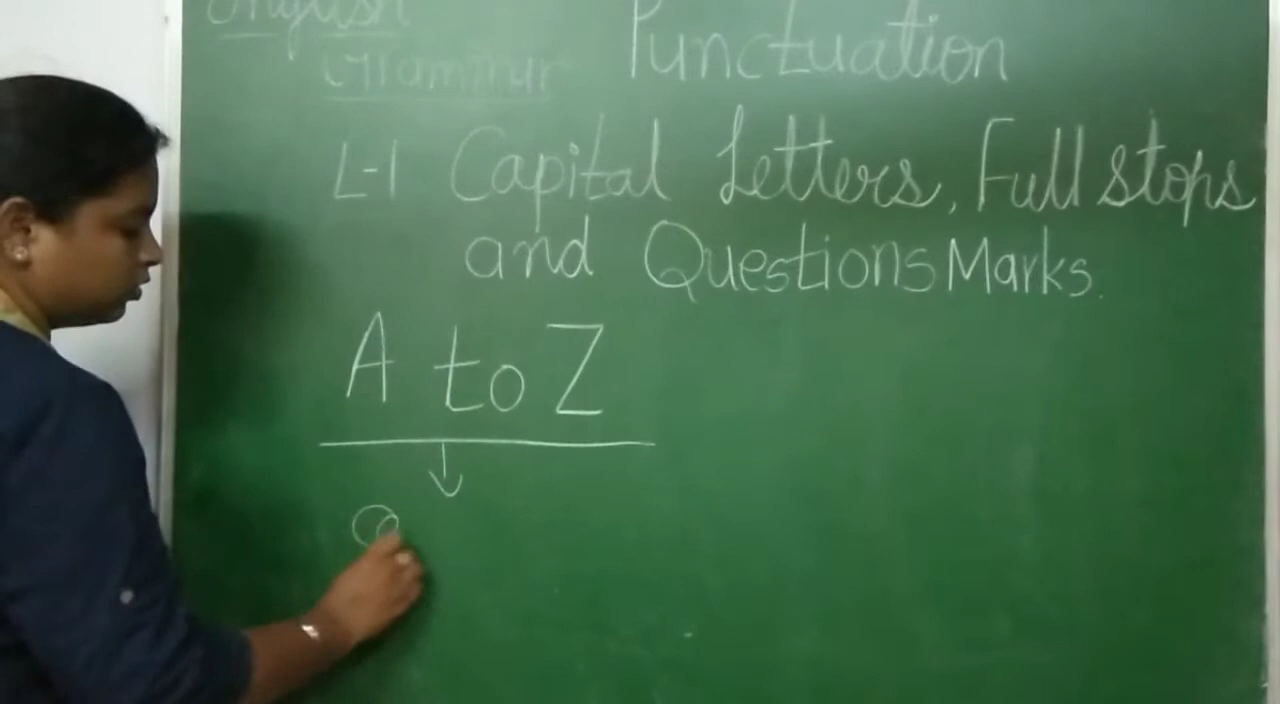 English
Grammar
Punctuation
L-1 Capital Letters, Full stops
and Questions Marks.
A to Z